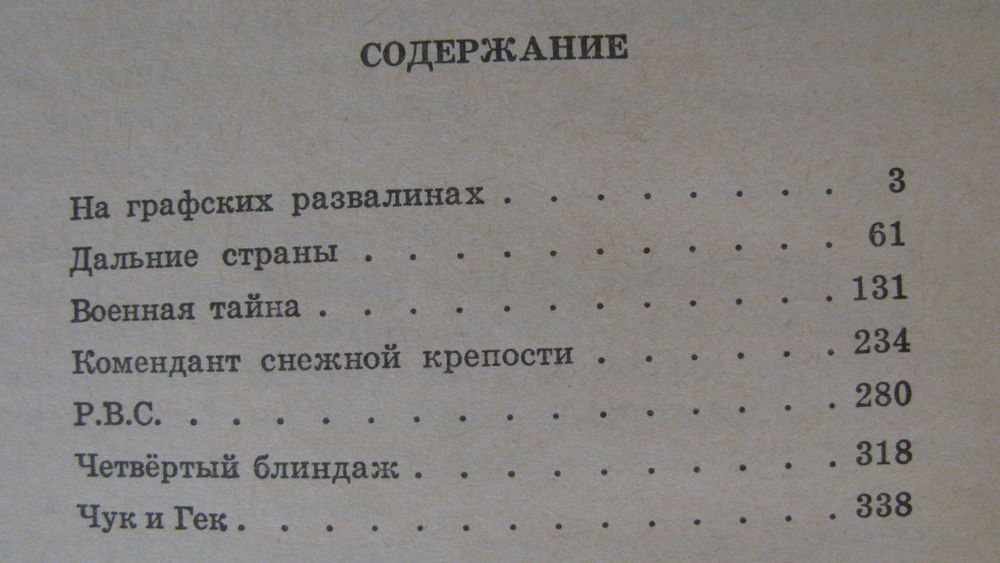 СОДЕРЖАНИЕ
На графских развалинах . . . . . . . . 3
Дальние страны . . . . . . . . . . . 61
Военная тайна . . . . . . . . . . . . 131
Комендант снежной крепости . . . . . . 234
Р.В.С. . . . . . . . . . . . . . . . 280
Четвёртый блиндаж . . . . . . . . . . 318
Чук и Гек . . . . . . . . . . . . . . 338